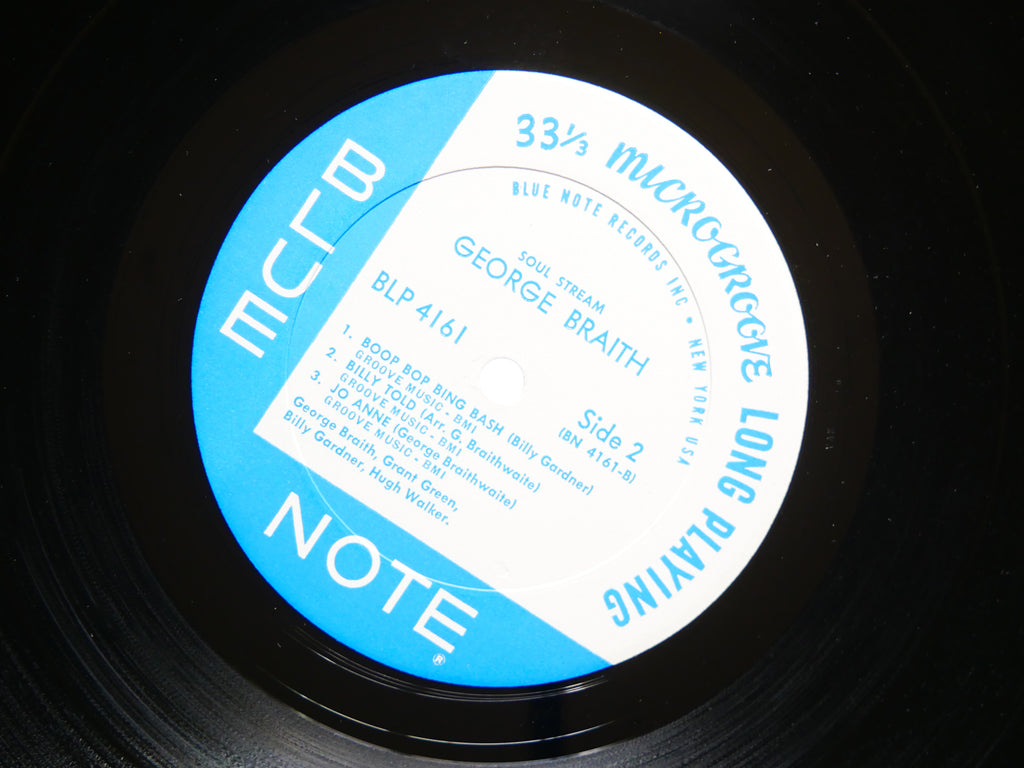 33⅓ MICROGROOVE LONG PLAYING
BLUE NOTE RECORDS INC • NEW YORK USA
BLUE
NOTE®
SOUL STREAM
GEORGE BRAITH
BLP 4161
Side 2
(BN 4161-B)
1. BOOP BOP BING BASH (Billy Gardner)
GROOVE MUSIC - BMI
2. BILLY TOLD (Arr. G. Braithwaite)
GROOVE MUSIC - BMI
3. JO ANNE (George Braithwaite)
GROOVE MUSIC - BMI
George Braith, Grant Green,
Billy Gardner, Hugh Walker.